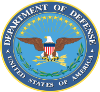 DEPARTMENT OF DEFENSE
UNITED STATES OF AMERICA